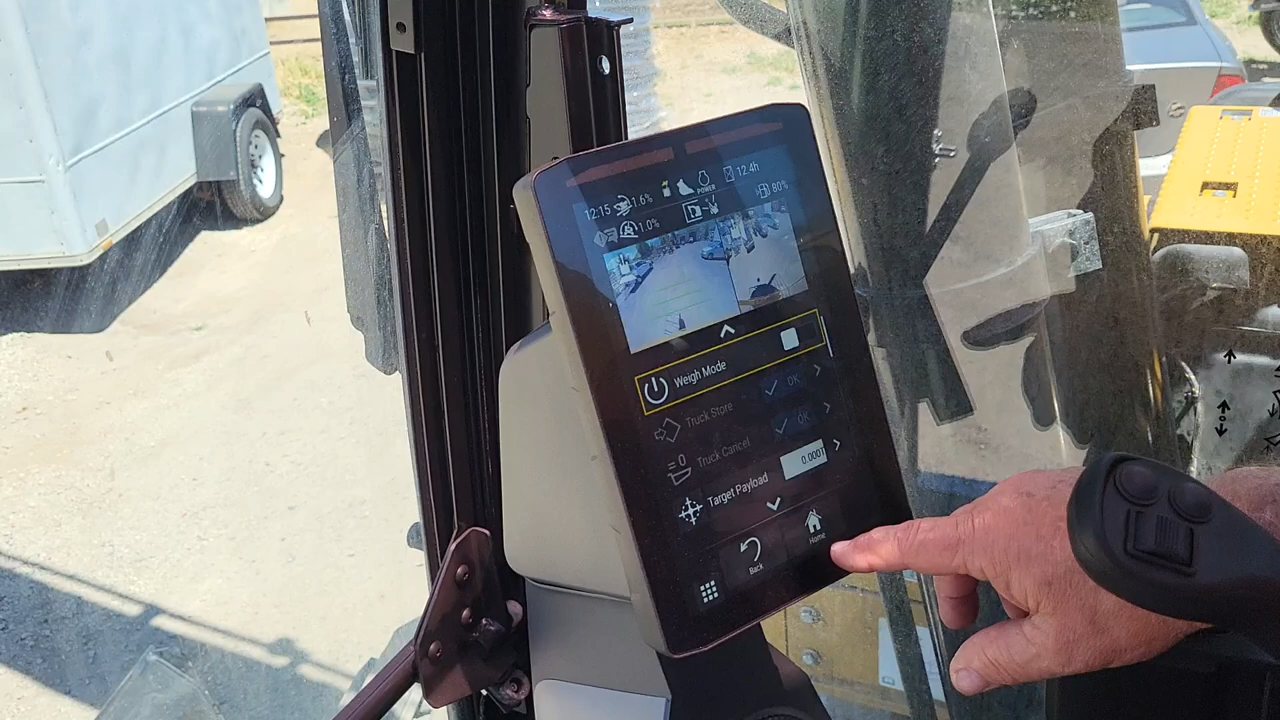 12:15 1.6% POWER 12.4h
1.0% 80%
Weigh Mode
Truck Store OK
Truck Cancel OK
=0
Target Payload 0.000T
Back Home